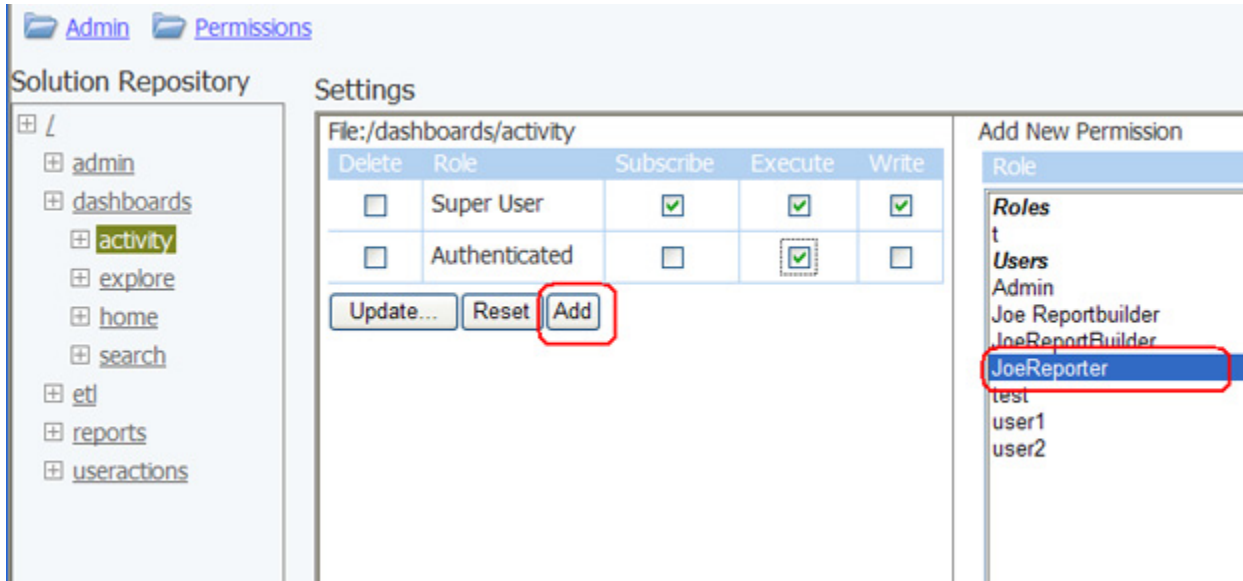 Admin Permissions
Solution Repository
/
admin
dashboards
activity
explore
home
search
etl
reports
useractions
Settings
File:/dashboards/activity
Delete Role Subscribe Execute Write
Super User
Authenticated
Update... Reset Add
Add New Permission
Role
Roles
t
Users
Admin
Joe Reportbuilder
JoeReportBuilder
JoeReporter
test
user1
user2